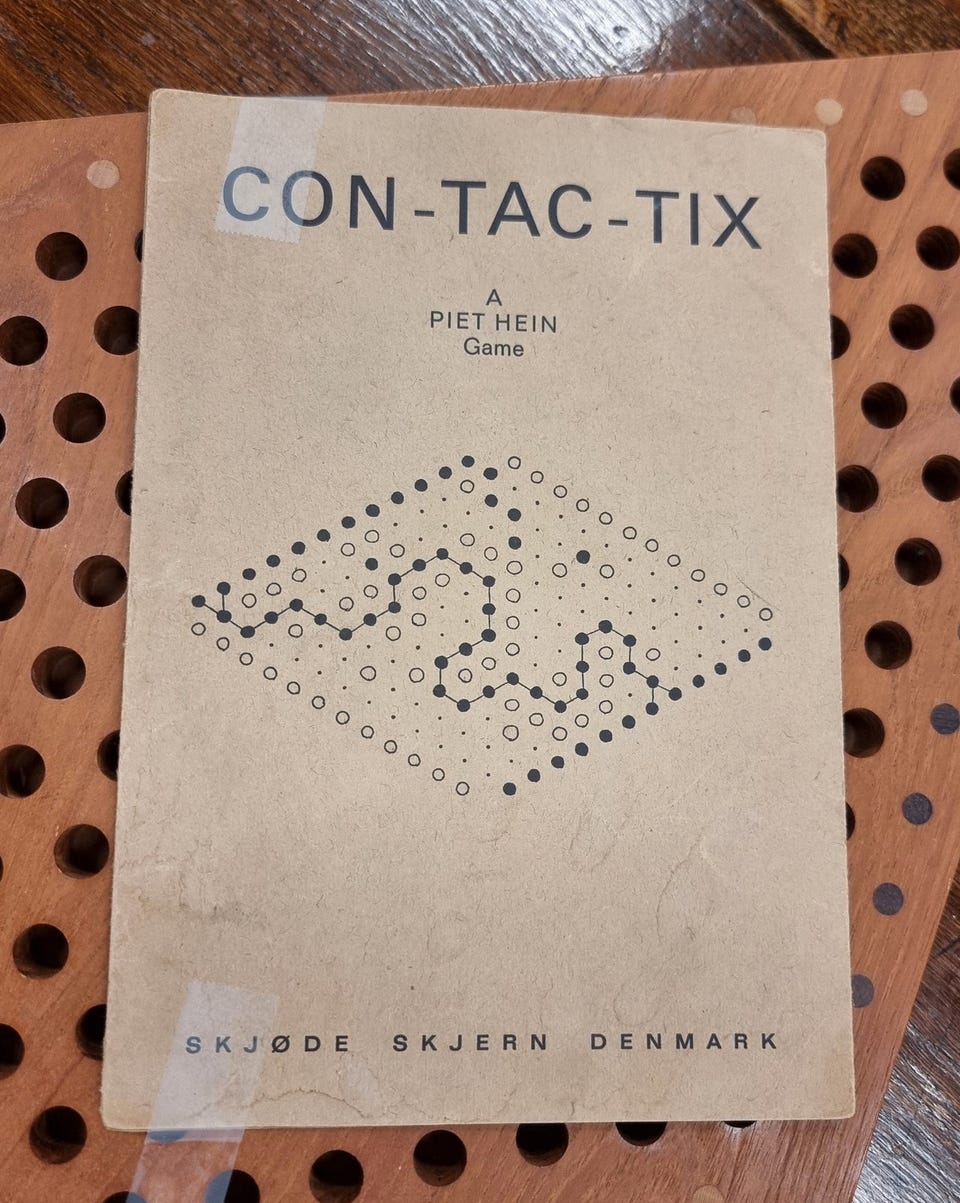 CON-TAC-TIX
A
PIET HEIN
Game
SKJØDE SKJERN DENMARK